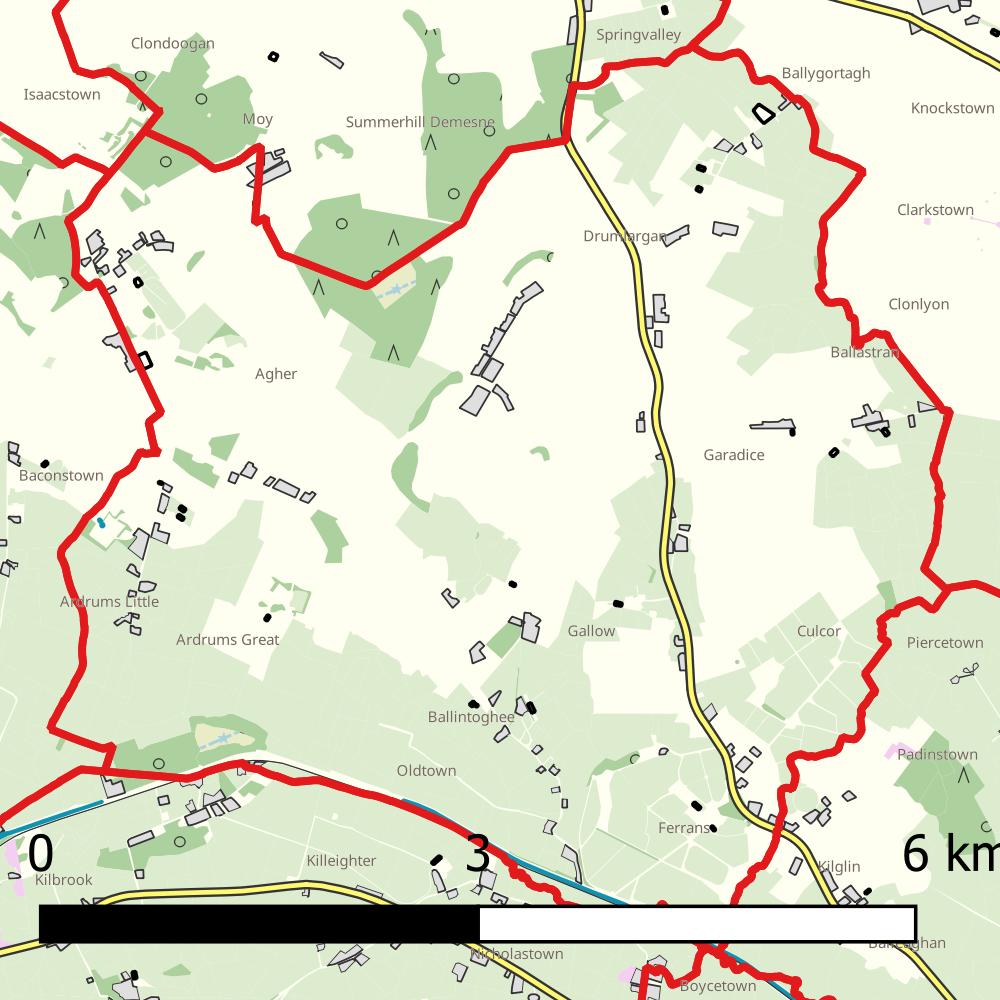 Springvalley
Clondoogan
Ballygortagh
Isaacstown
Knockstown
Moy
Summerhill Demesne
Clarkstown
Drumlargan
Clonlyon
Ballastran
Agher
Garadice
Baconstown
Ardrums Little
Gallow
Culcor
Ardrums Great
Piercetown
Ballintoghee
Padinstown
Oldtown
Ferrans
0
3
6 km
Killeighter
Kilglin
Kilbrook
Balfeaghan
Nicholastown
Boycetown